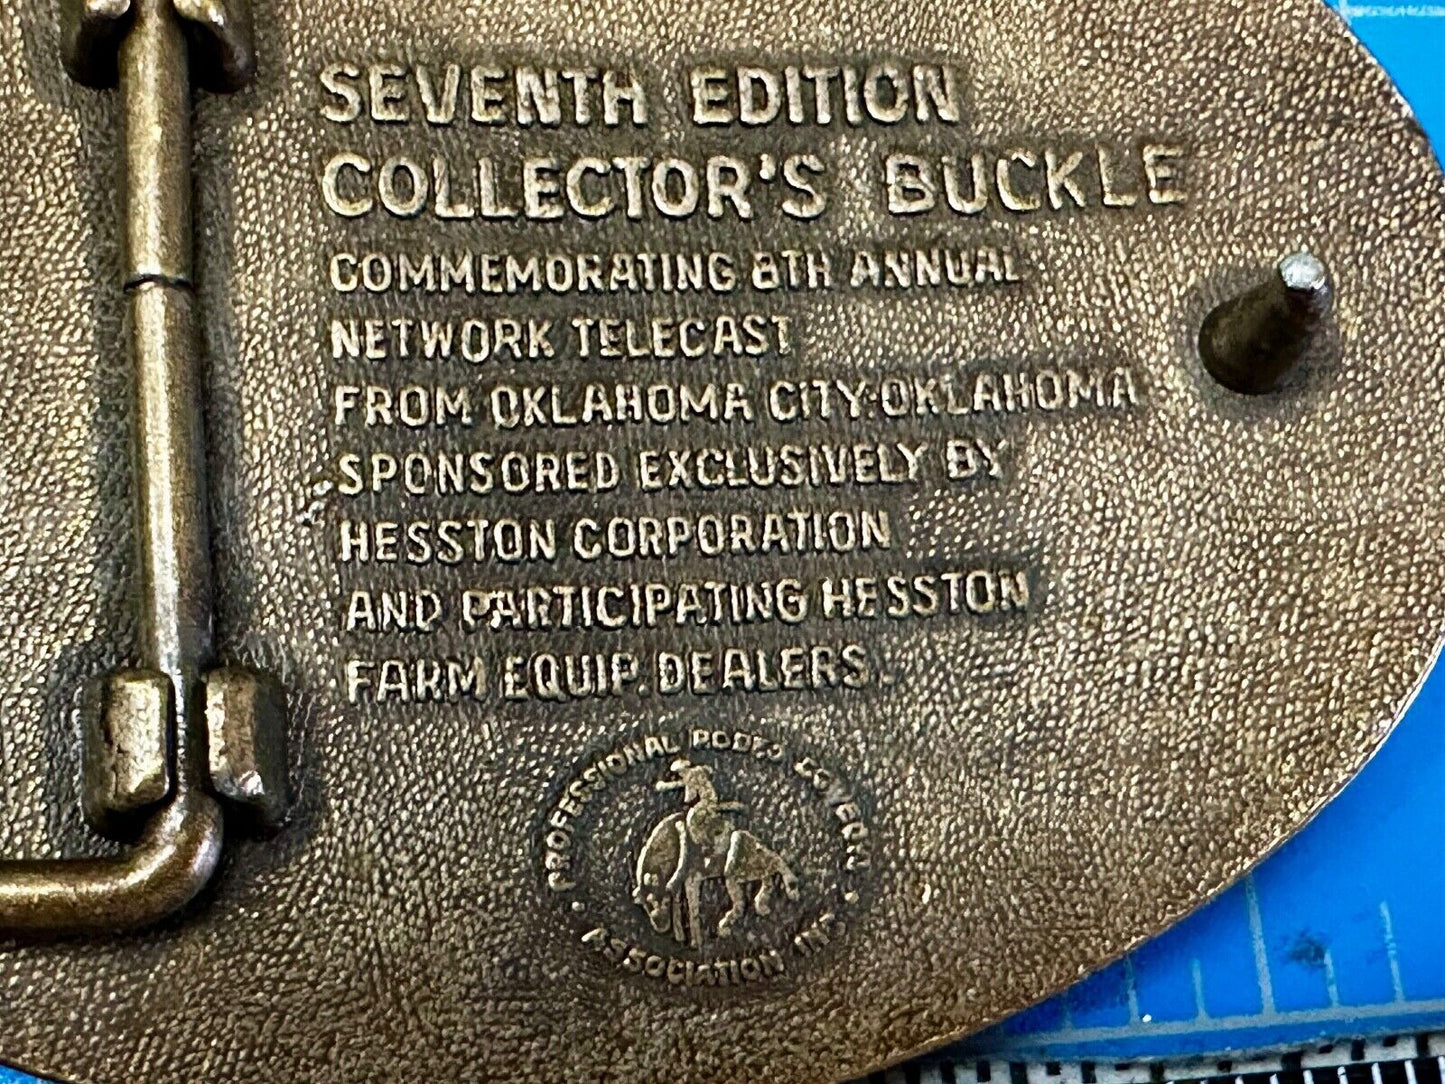 SEVENTH EDITION
COLLECTOR'S BUCKLE
COMMEMORATING 8TH ANNUAL
NETWORK TELECAST
FROM OKLAHOMA CITY·OKLAHOMA
SPONSORED EXCLUSIVELY BY
HESSTON CORPORATION
AND PARTICIPATING HESSTON
FARM EQUIP. DEALERS
· PROFESSIONAL RODEO COWBOY ·
ASSOCIATION INC.